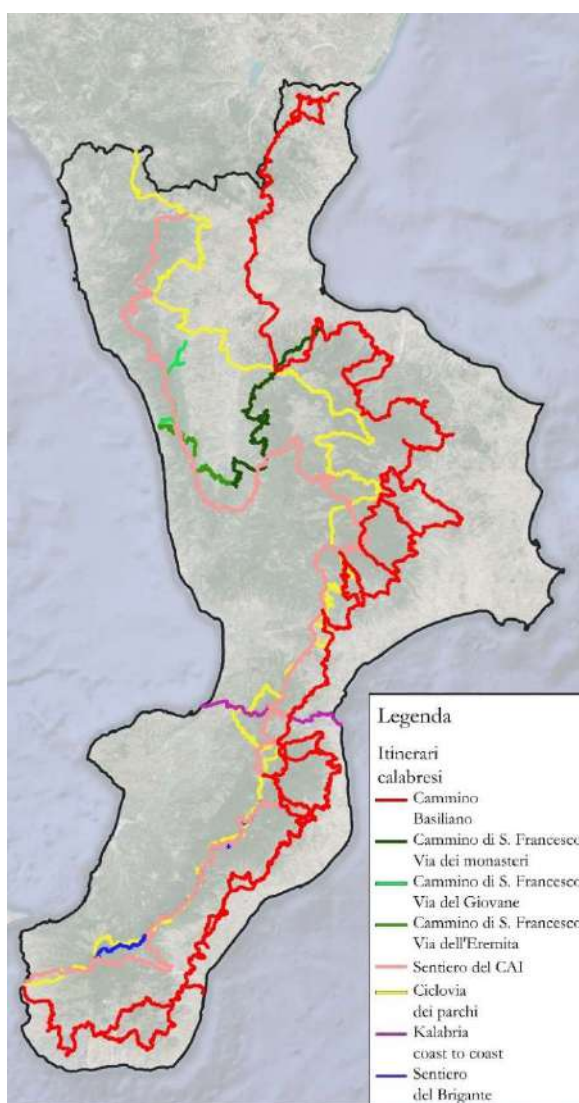 Legenda
Itinerari
calabresi
Cammino
Basiliano
Cammino di S. Francesco
Via dei monasteri
Cammino di S. Francesco
Via del Giovane
Cammino di S. Francesco
Via dell'Eremita
Sentiero del CAI
Ciclovia
dei parchi
Kalabria
coast to coast
Sentiero
del Brigante